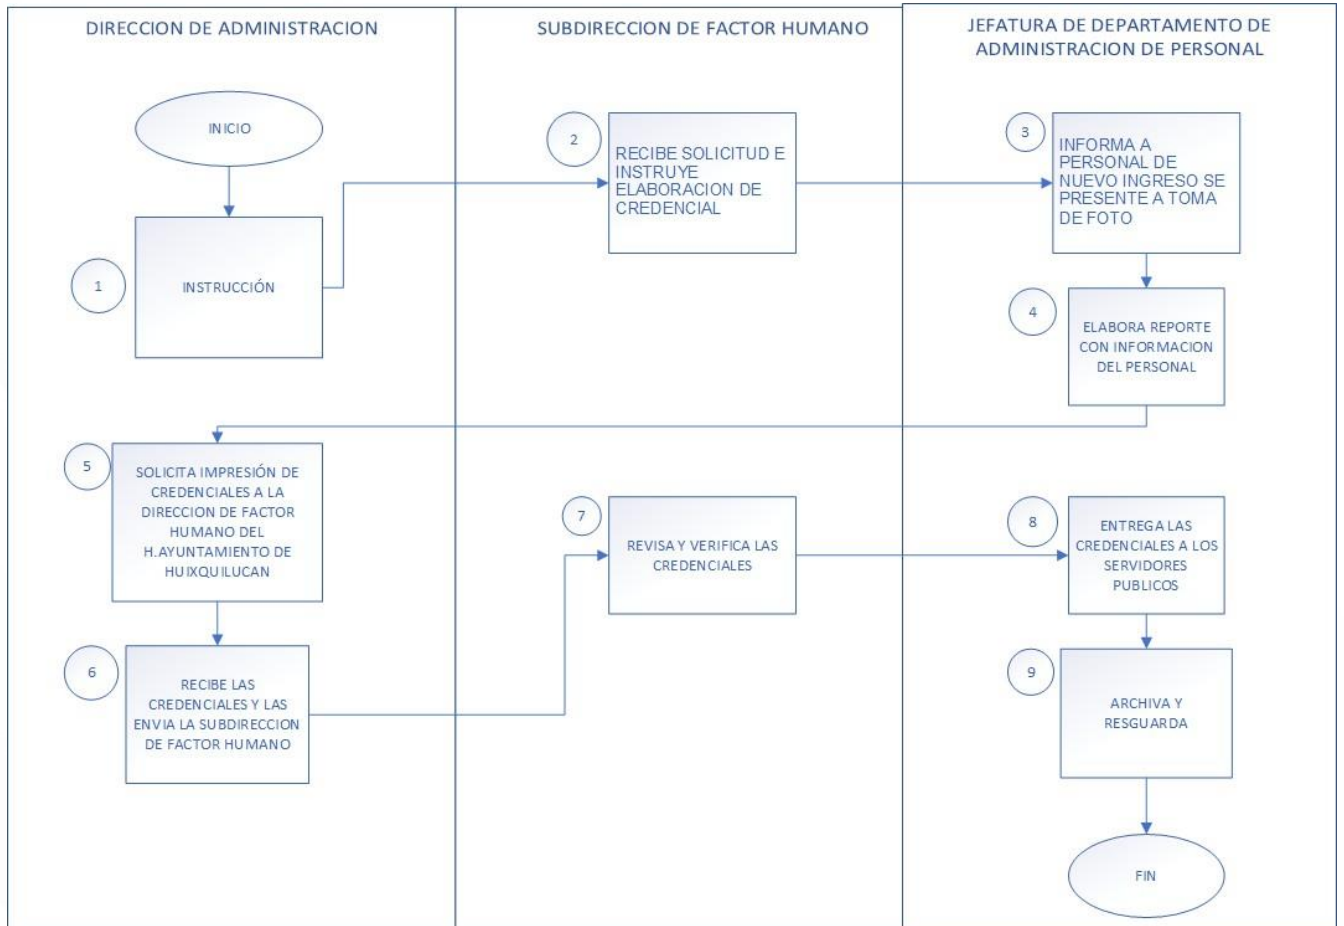 DIRECCION DE ADMINISTRACION
SUBDIRECCION DE FACTOR HUMANO
JEFATURA DE DEPARTAMENTO DE
ADMINISTRACION DE PERSONAL
INICIO
1
INSTRUCCIÓN
2
RECIBE SOLICITUD E
INSTRUYE
ELABORACION DE
CREDENCIAL
3
INFORMA A
PERSONAL DE
NUEVO INGRESO SE
PRESENTE A TOMA
DE FOTO
4
ELABORA REPORTE
CON INFORMACION
DEL PERSONAL
5
SOLICITA IMPRESIÓN DE
CREDENCIALES A LA
DIRECCION DE FACTOR
HUMANO DEL
H.AYUNTAMIENTO DE
HUIXQUILUCAN
6
RECIBE LAS
CREDENCIALES Y LAS
ENVIA LA SUBDIRECCION
DE FACTOR HUMANO
7
REVISA Y VERIFICA LAS
CREDENCIALES
8
ENTREGA LAS
CREDENCIALES A LOS
SERVIDORES
PUBLICOS
9
ARCHIVA Y
RESGUARDA
FIN